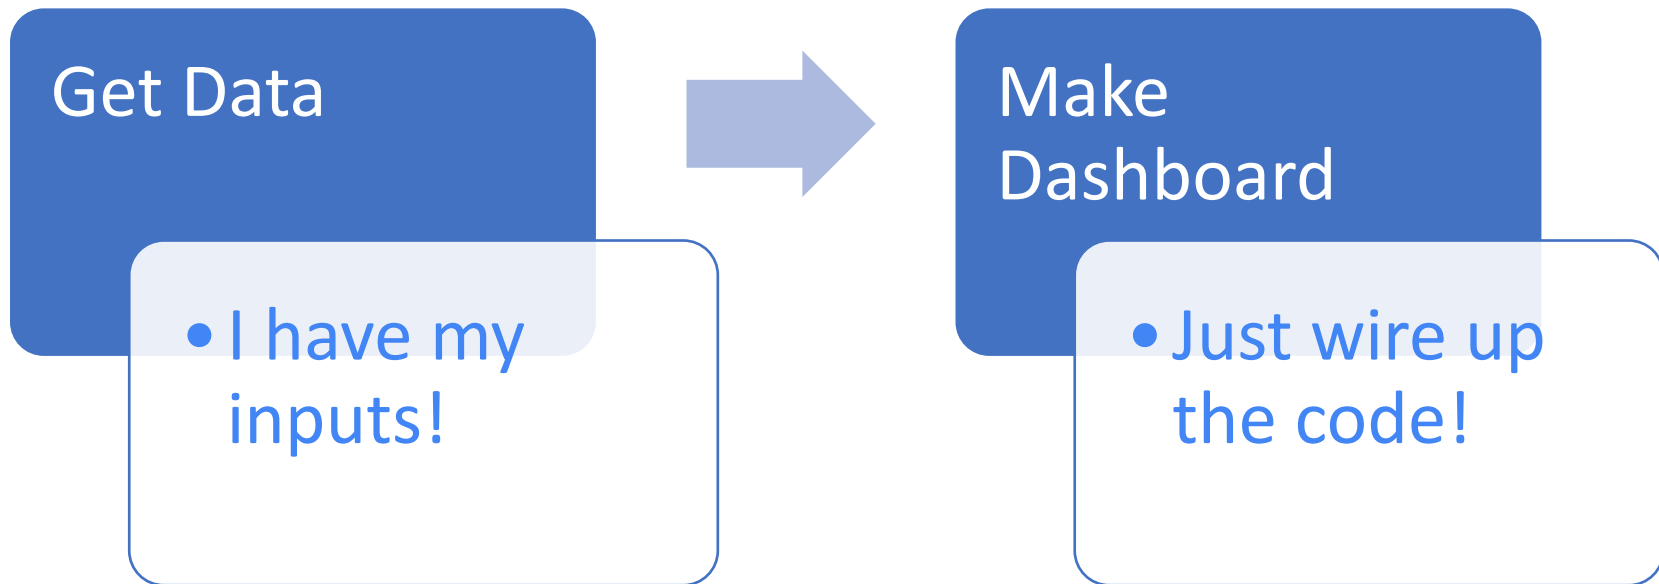 Get Data
• I have my
inputs!
Make
Dashboard
• Just wire up
the code!